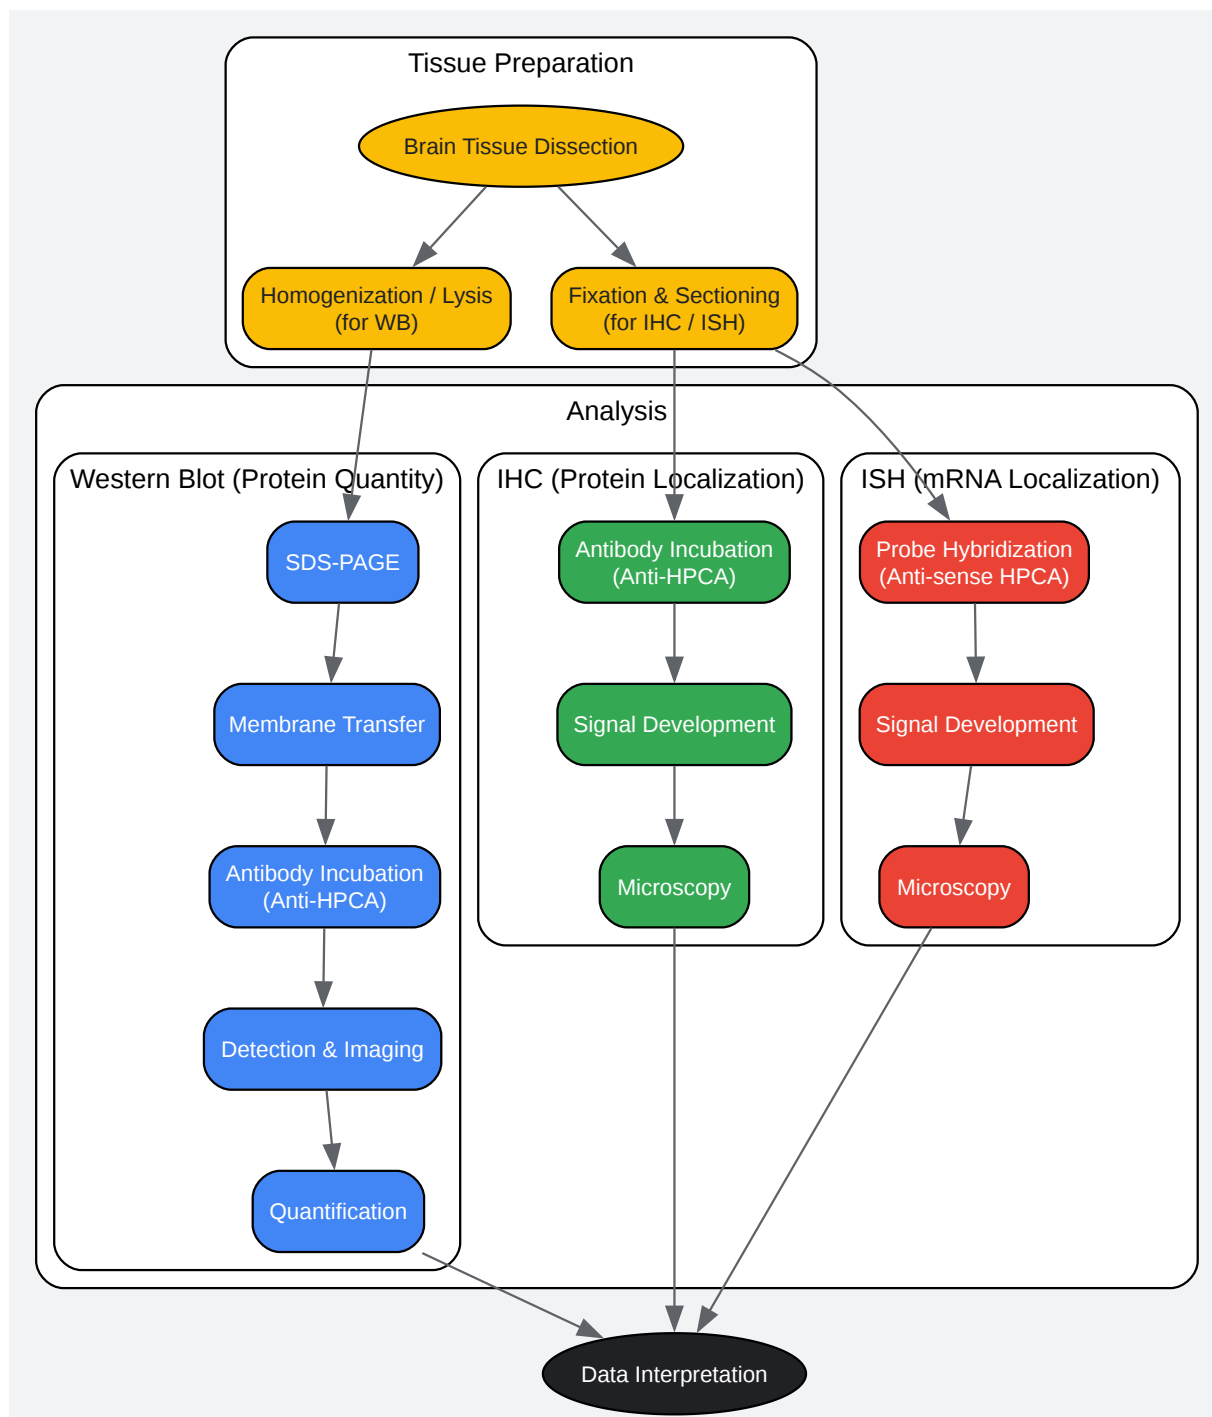 Tissue Preparation
Brain Tissue Dissection
Homogenization / Lysis
(for WB)
Fixation & Sectioning
(for IHC / ISH)
Analysis
Western Blot (Protein Quantity)
SDS-PAGE
Membrane Transfer
Antibody Incubation
(Anti-HPCA)
Detection & Imaging
Quantification
IHC (Protein Localization)
Antibody Incubation
(Anti-HPCA)
Signal Development
Microscopy
ISH (mRNA Localization)
Probe Hybridization
(Anti-sense HPCA)
Signal Development
Microscopy
Data Interpretation